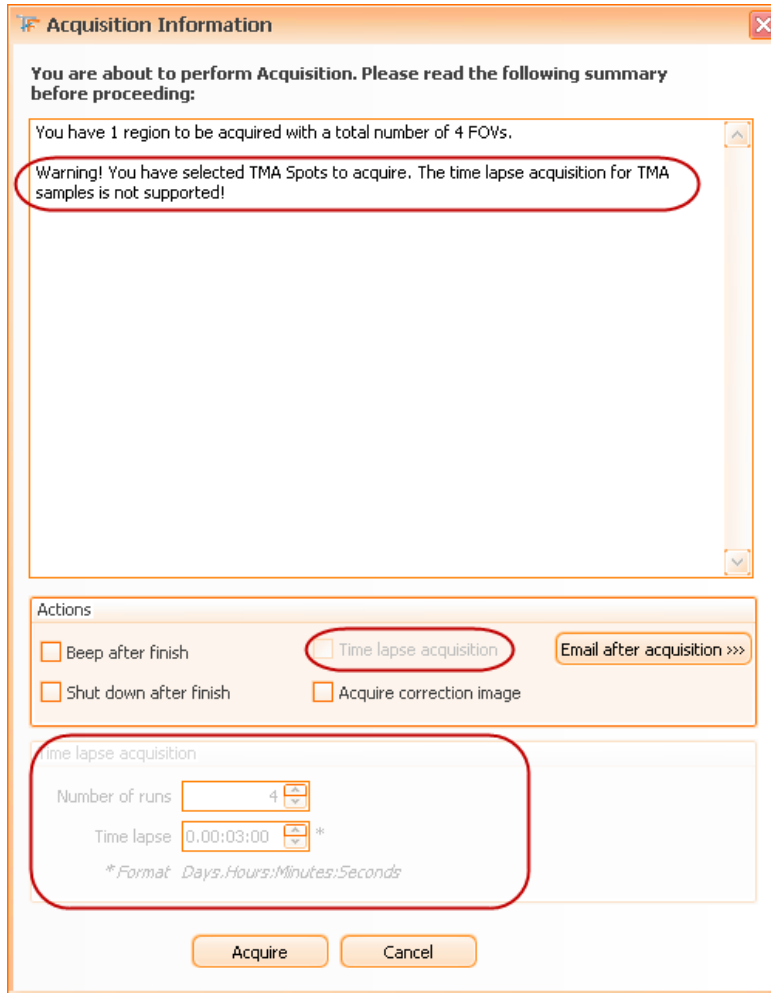 Acquisition Information
You are about to perform Acquisition. Please read the following summary
before proceeding:
You have 1 region to be acquired with a total number of 4 FOVs.
Warning! You have selected TMA Spots to acquire. The time lapse acquisition for TMA
samples is not supported!
Actions
Beep after finish
Time lapse acquisition
Email after acquisition >>>
Shut down after finish
Acquire correction image
Time lapse acquisition
Number of runs 4
Time lapse 0.00:03:00 *
* Format Days.Hours:Minutes:Seconds
Acquire
Cancel